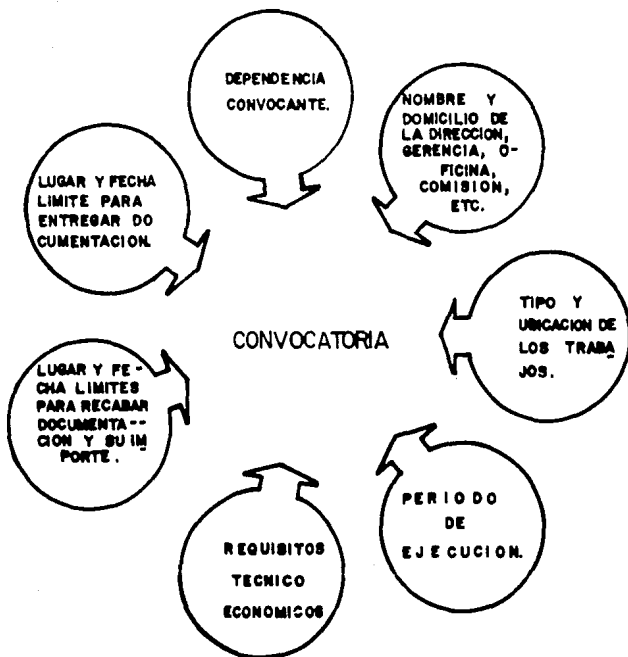 DEPENDENCIA
CONVOCANTE.
NOMBRE Y
DOMICILIO DE
LA DIRECCION,
GERENCIA, O-
FICINA,
COMISION,
ETC.
TIPO Y
UBICACION DE
LOS TRABA
JOS.
PERIODO
DE
EJECUCION.
REQUISITOS
TECNICO
ECONOMICOS
LUGAR Y FE-
CHA LIMITES
PARA RECABAR
DOCUMENTA--
CION Y SU IM
PORTE.
LUGAR Y FECHA
LIMITE PARA
ENTREGAR DO
CUMENTACION.
CONVOCATORIA